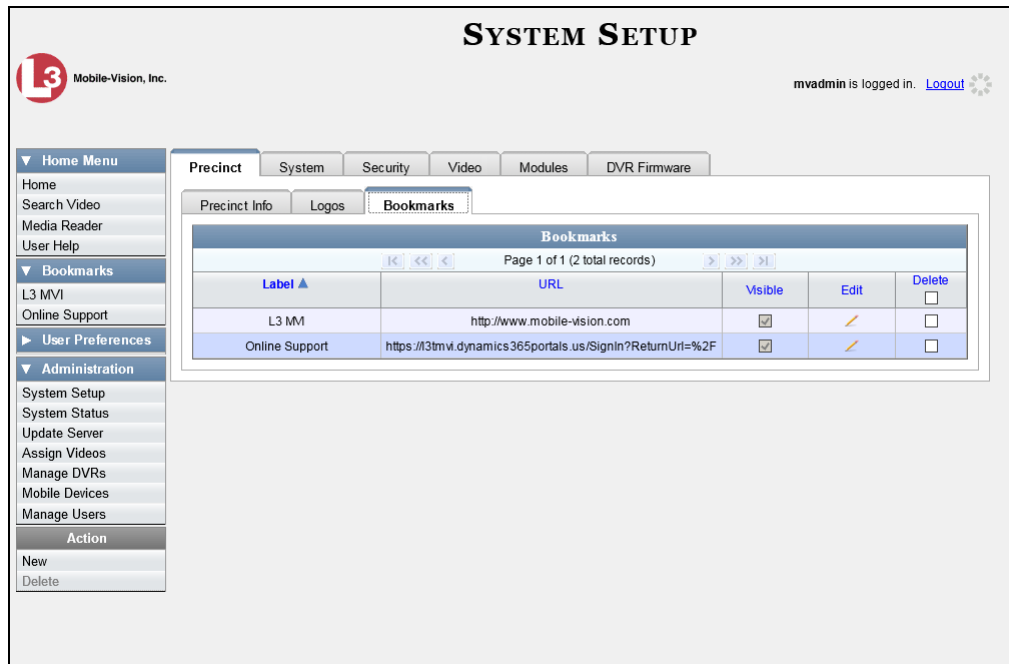 SYSTEM SETUP
L3 Mobile-Vision, Inc.
mvadmin is logged in. Logout
▼ Home Menu
Home
Search Video
Media Reader
User Help
▼ Bookmarks
L3 MVI
Online Support
▶ User Preferences
▼ Administration
System Setup
System Status
Update Server
Assign Videos
Manage DVRs
Mobile Devices
Manage Users
Action
New
Delete
Precinct System Security Video Modules DVR Firmware
Precinct Info Logos Bookmarks
Bookmarks
Page 1 of 1 (2 total records)
Label ▲ URL Visible Edit Delete
L3 MVI http://www.mobile-vision.com
Online Support https://l3tmvi.dynamics365portals.us/SignIn?ReturnUrl=%2F